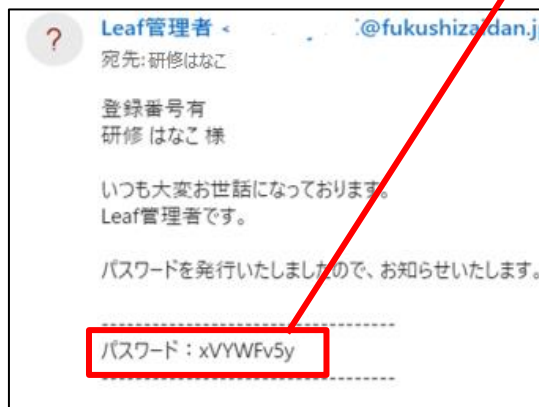 ?
Leaf管理者 < @fukushizaidan.j
宛先: 研修はなこ
登録番号有
研修 はなこ 様
いつも大変お世話になっております。
Leaf管理者です。
パスワードを発行いたしましたので、お知らせいたします。
------------------------------------
パスワード：xVYWFv5y
------------------------------------